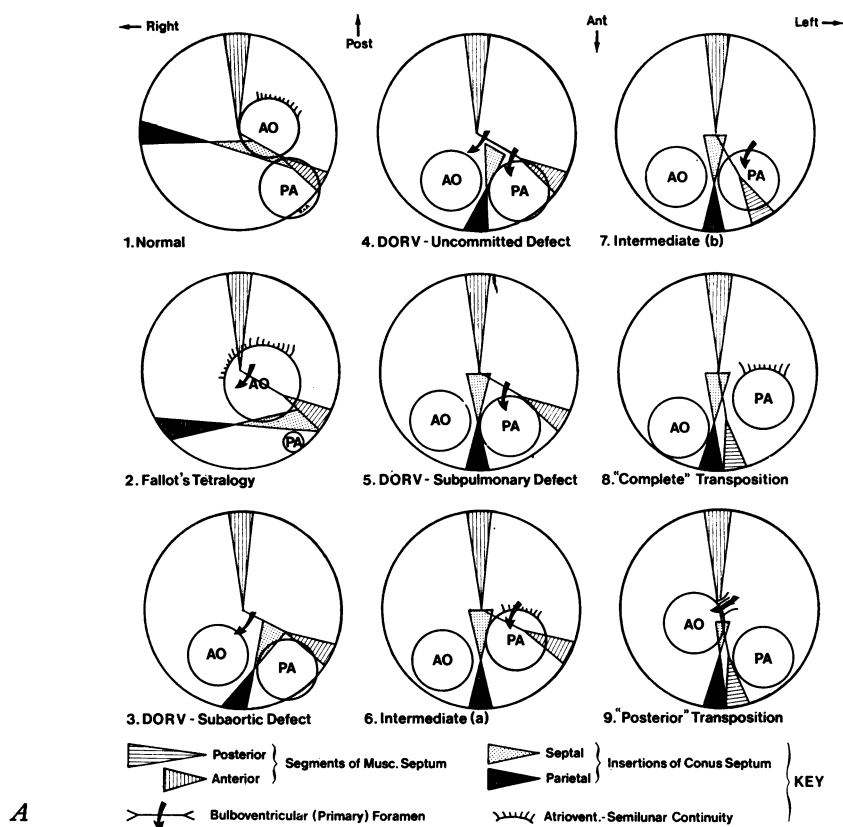 ← Right
↑ Post
Ant ↓
Left →
AO
PA
1. Normal
AO
PA
4. DORV - Uncommitted Defect
AO
PA
7. Intermediate (b)
AO
PA
2. Fallot's Tetralogy
AO
PA
5. DORV - Subpulmonary Defect
AO
PA
8. "Complete" Transposition
AO
PA
3. DORV - Subaortic Defect
AO
PA
6. Intermediate (a)
AO
PA
9. "Posterior" Transposition
Posterior
Anterior
Segments of Musc. Septum
Septal
Parietal
Insertions of Conus Septum
KEY
Bulboventricular (Primary) Foramen
Atriovent.-Semilunar Continuity
A